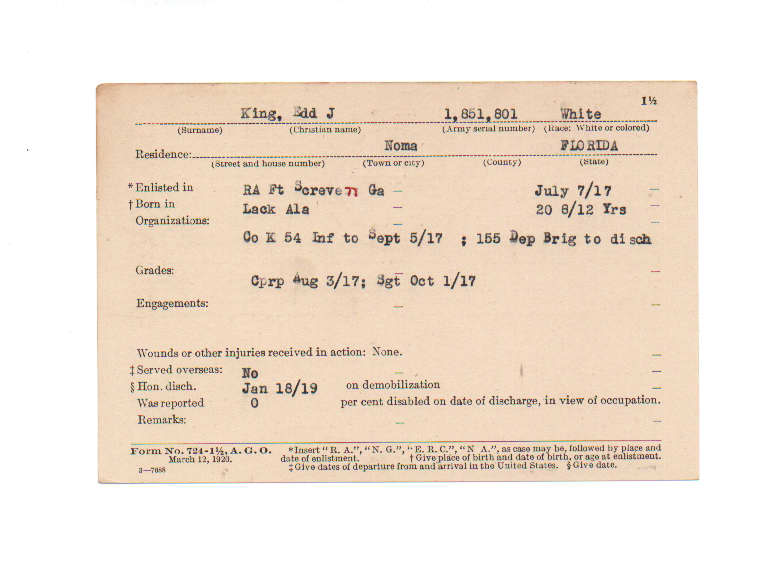 1½
King, Edd J 1,851,801 White
(Surname) (Christian name) (Army serial number) (Race: White or colored)
Residence: Noma FLORIDA
(Street and house number) (Town or city) (County) (State)
*Enlisted in RA Ft Screven Ga — July 7/17 —
†Born in Lack Ala — 20 8/12 Yrs —
Organizations:
Co K 54 Inf to Sept 5/17 ; 155 Dep Brig to disch
Grades:
Cprp Aug 3/17; Sgt Oct 1/17
Engagements: — —
Wounds or other injuries received in action: None. —
‡Served overseas: No — —
§Hon. disch. Jan 18/19 on demobilization —
Was reported 0 per cent disabled on date of discharge, in view of occupation.
Remarks: — —
Form No. 724-1½, A. G. O. *Insert "R. A.", "N. G.", "E. R. C.", "N A.", as case may be, followed by place and
March 12, 1920. date of enlistment. †Give place of birth and date of birth, or age at enlistment.
3—7688 ‡Give dates of departure from and arrival in the United States. §Give date.